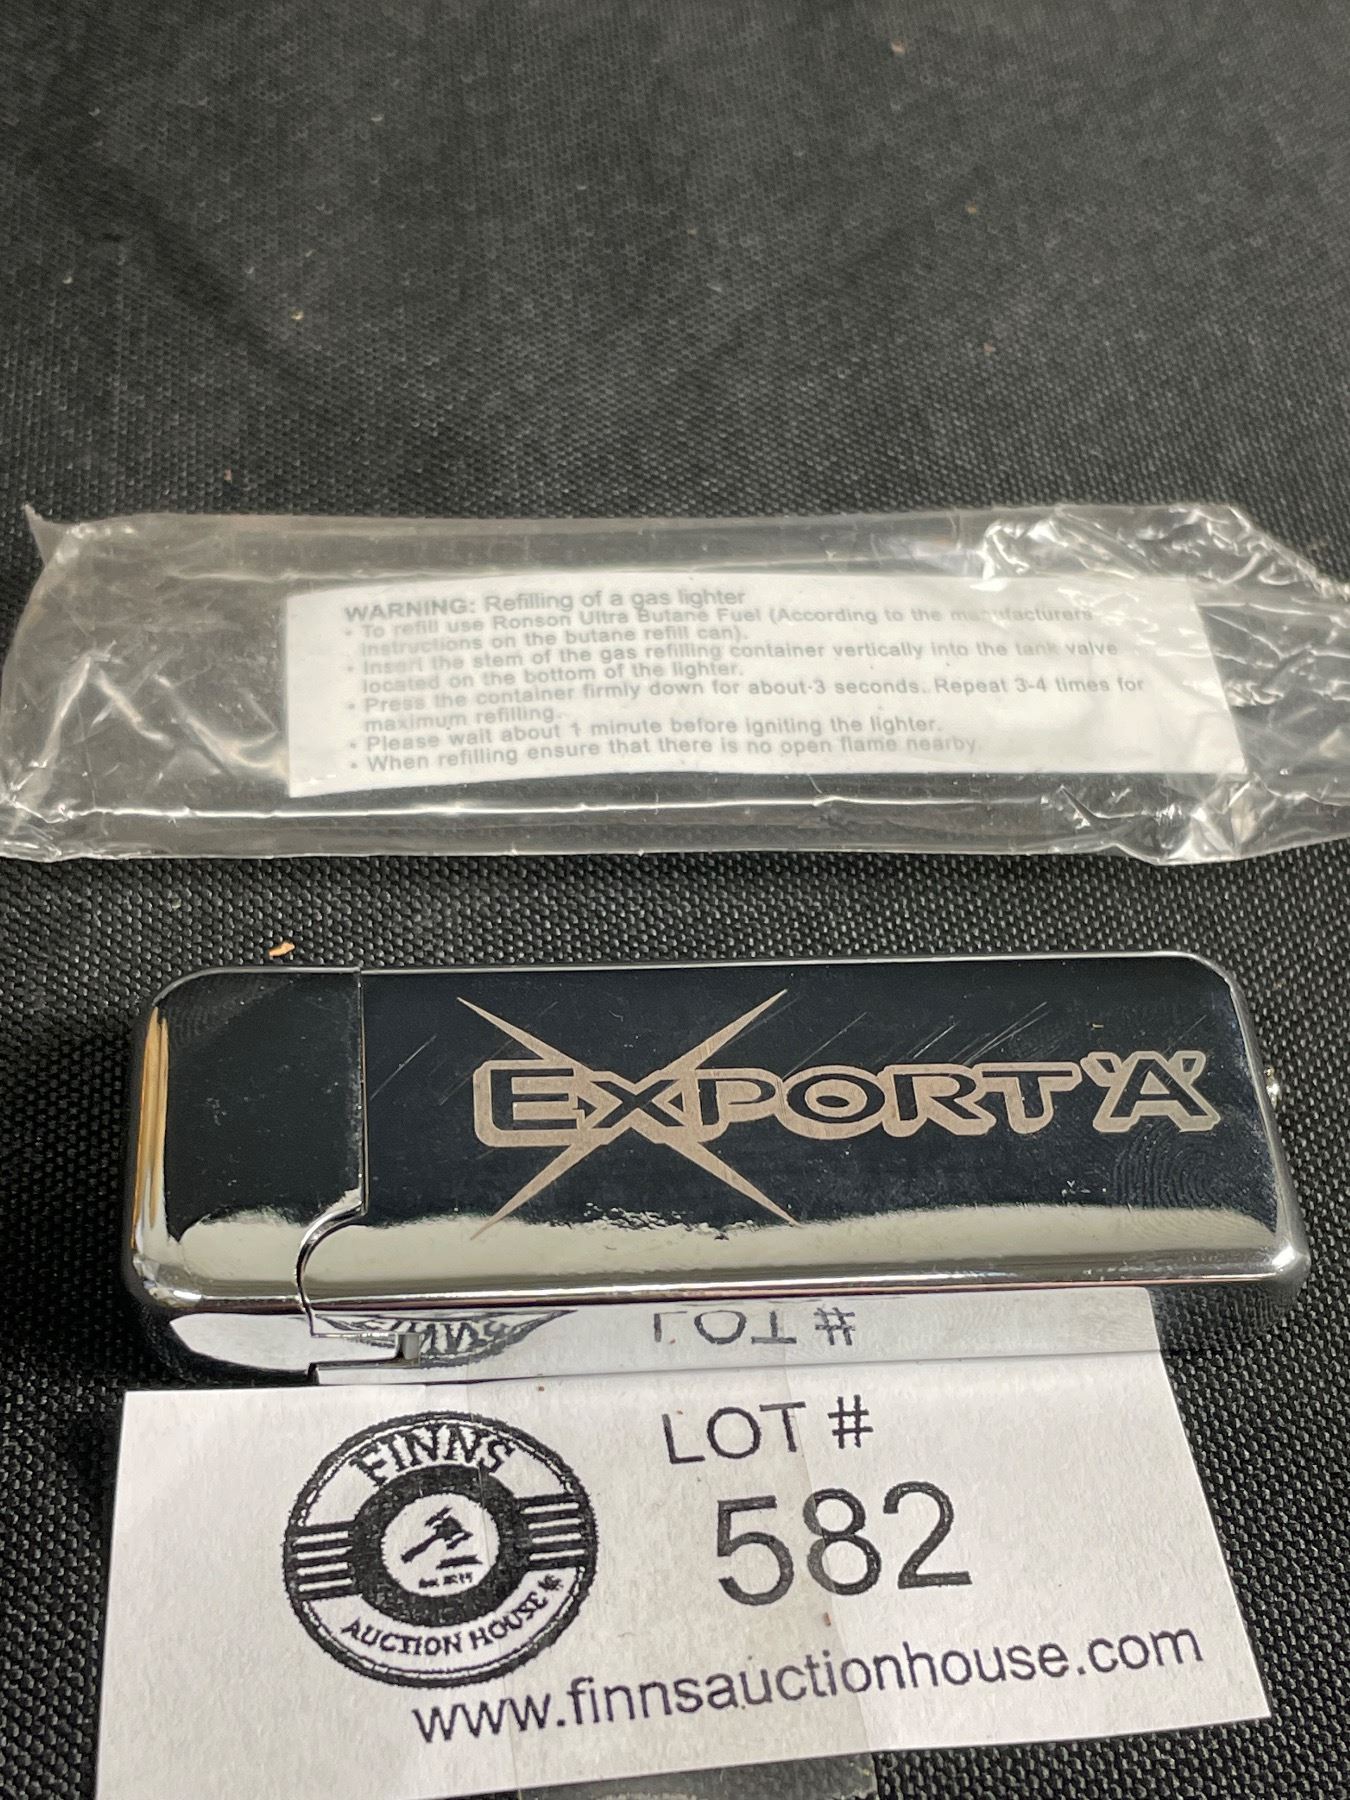 WARNING: Refilling of a gas lighter
• To refill use Ronson Ultra Butane Fuel (According to the manufacturers
instructions on the butane refill can).
• Insert the stem of the gas refilling container vertically into the tank valve
located on the bottom of the lighter.
• Press the container firmly down for about 3 seconds. Repeat 3-4 times for
maximum refilling.
• Please wait about 1 minute before igniting the lighter.
• When refilling ensure that there is no open flame nearby.
EXPORT 'A'
LOT #
FINNS
AUCTION HOUSE
LOT #
582
www.finnsauctionhouse.com